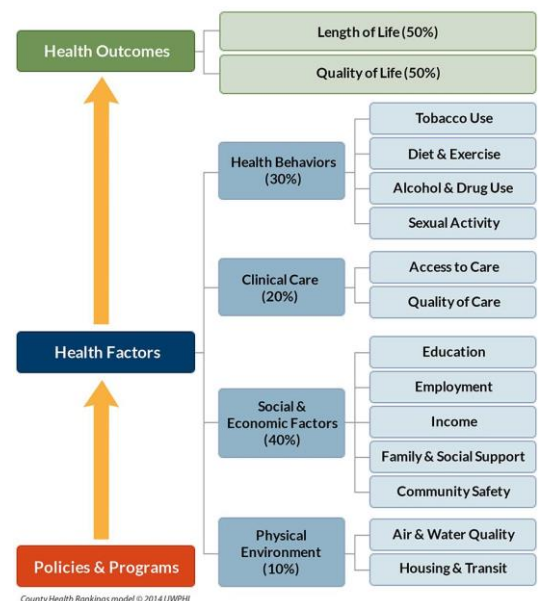 Health Outcomes
Length of Life (50%)
Quality of Life (50%)
Health Factors
Health Behaviors
(30%)
Tobacco Use
Diet & Exercise
Alcohol & Drug Use
Sexual Activity
Clinical Care
(20%)
Access to Care
Quality of Care
Social &
Economic Factors
(40%)
Education
Employment
Income
Family & Social Support
Community Safety
Physical
Environment
(10%)
Air & Water Quality
Housing & Transit
Policies & Programs
County Health Rankings model © 2014 UWPHI